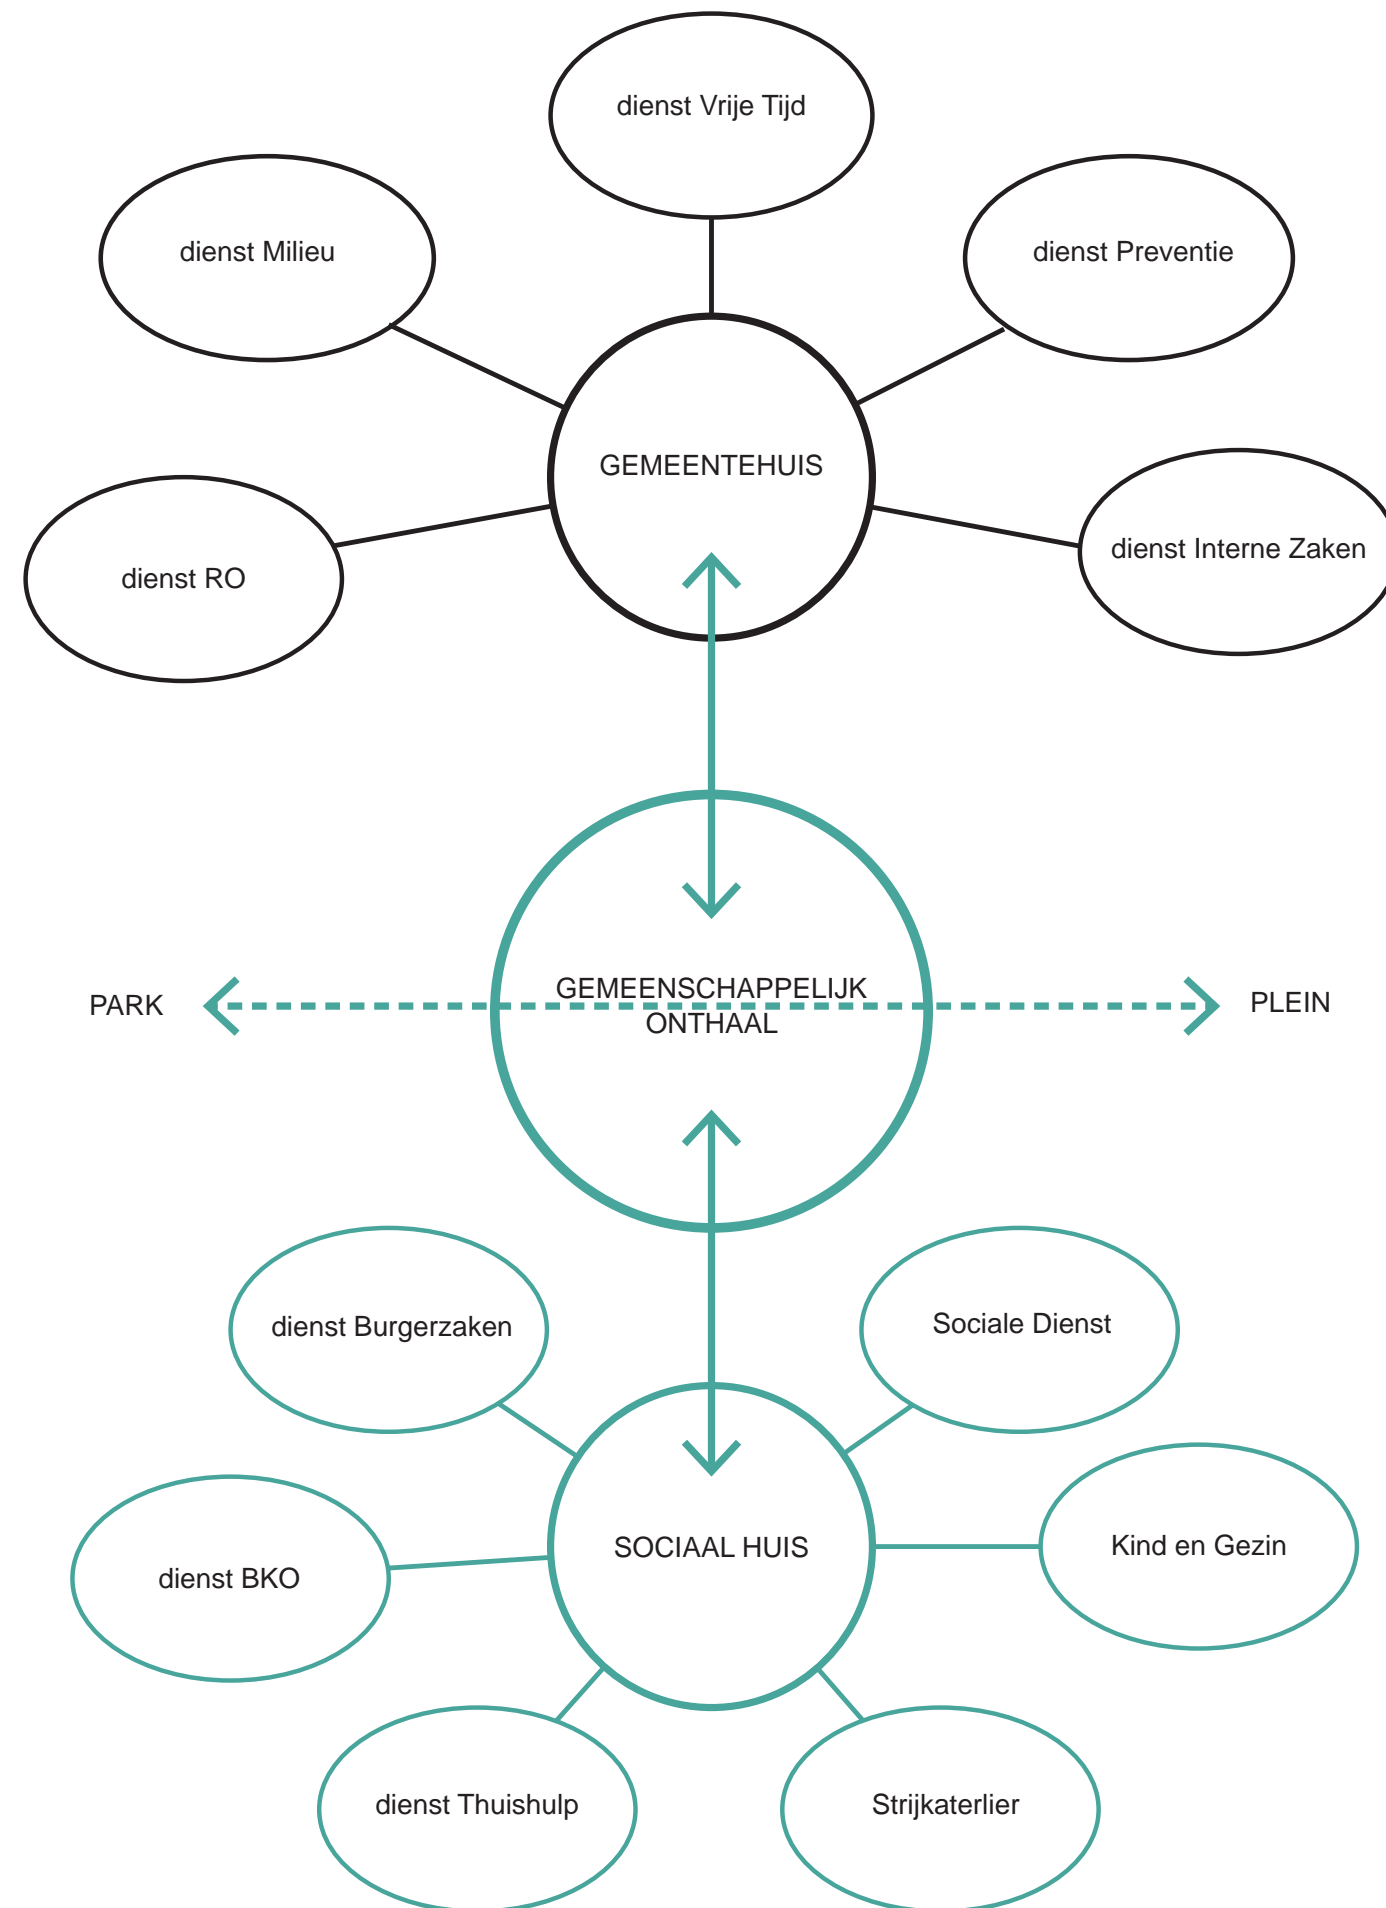 dienst Vrije Tijd
dienst Milieu
dienst Preventie
GEMEENTEHUIS
dienst Interne Zaken
dienst RO
GEMEENSCHAPPELIJK
ONTHAAL
PARK
PLEIN
dienst Burgerzaken
Sociale Dienst
SOCIAAL HUIS
Kind en Gezin
dienst BKO
dienst Thuishulp
Strijkaterlier